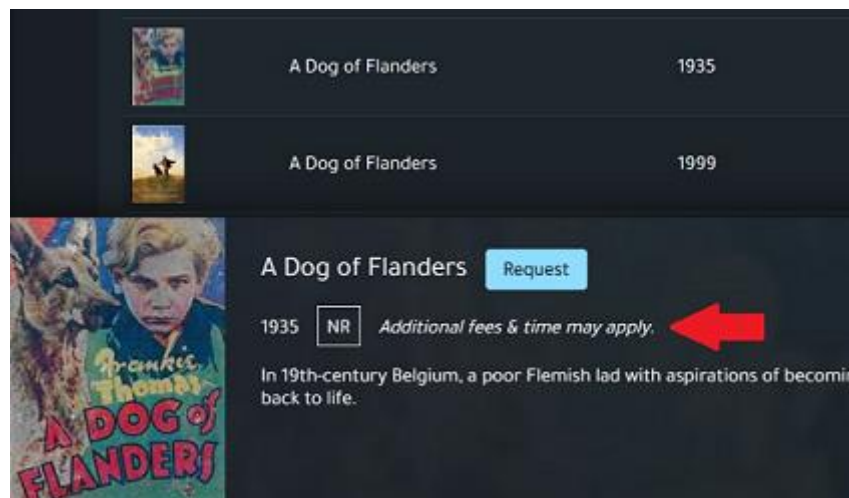 A Dog of Flanders 1935
A Dog of Flanders 1999
A Dog of Flanders Request
1935 NR Additional fees & time may apply.
In 19th-century Belgium, a poor Flemish lad with aspirations of becomin
back to life.
Frankie
Thomas
A DOG of
FLANDERS